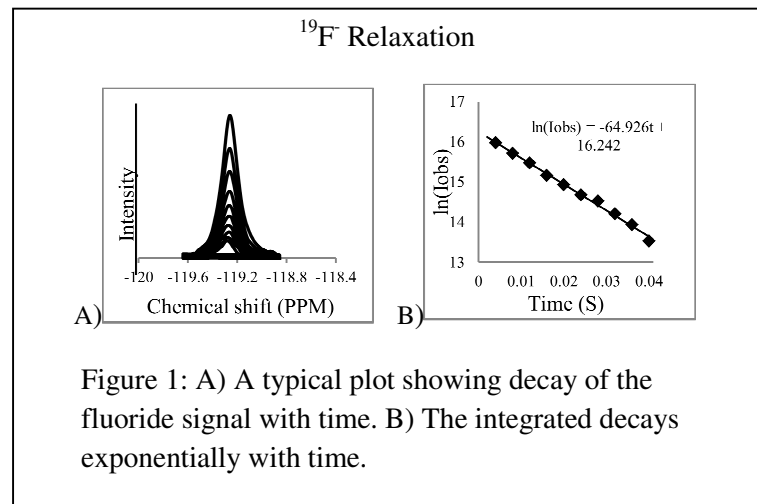 ¹⁹F⁻ Relaxation
Intensity
-120 -119.6 -119.2 -118.8 -118.4
Chemical shift (PPM)
A)
17
16
15
14
13
ln(Iobs)
ln(Iobs) = -64.926t +
16.242
0 0.01 0.02 0.03 0.04
Time (S)
B)
Figure 1: A) A typical plot showing decay of the
fluoride signal with time. B) The integrated decays
exponentially with time.